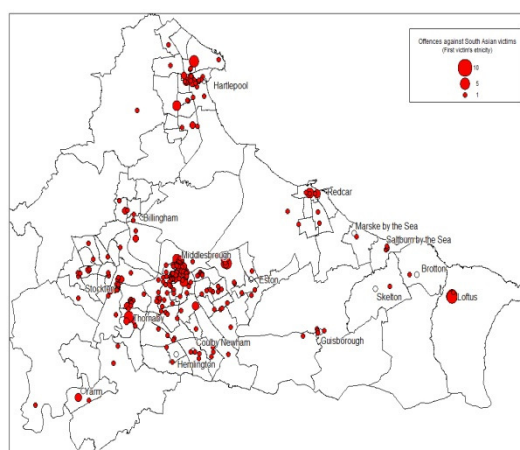 Offences against South Asian victims
(First victim's etricity)
10
5
1
Hartlepool
Redcar
Billingham
Marske by the Sea
Saltburn by the Sea
Middlesbrough
Eston
Brotton
Stockton
Skelton
Loftus
Thornaby
Guisborough
Coulby Newham
Hemlington
Yarm